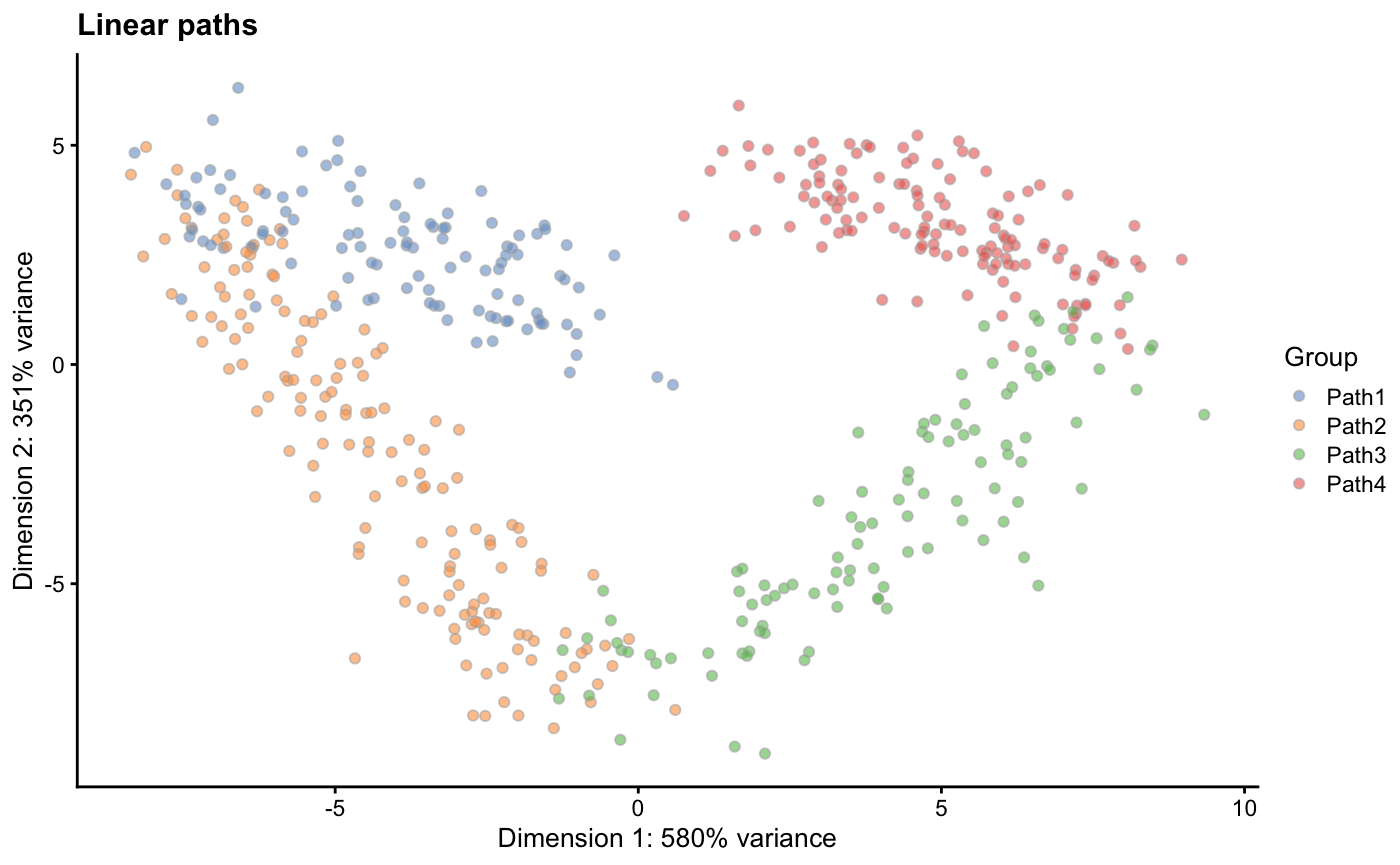 Linear paths
Dimension 2: 351% variance
5
0
-5
-5
0
5
10
Dimension 1: 580% variance
Group
Path1
Path2
Path3
Path4